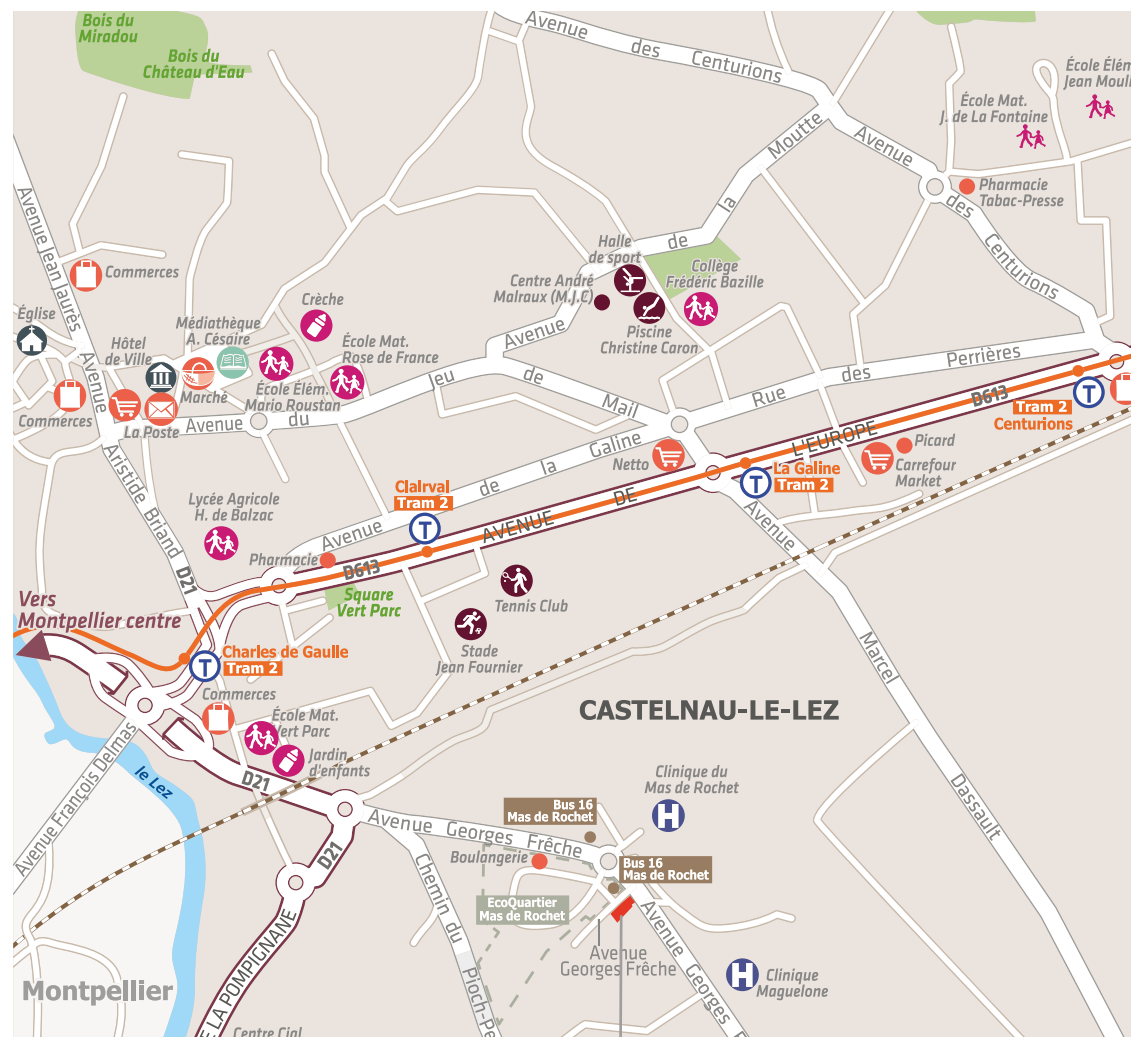 Bois du
Miradou
Bois du
Château d'Eau
Avenue des Centurions
École Élém
Jean Mouli
École Mat.
J. de La Fontaine
Avenue des Centurions
Pharmacie
Tabac-Presse
Avenue Jean Jaurès
Commerces
Avenue de la Moutte
Halle
de sport
Centre André
Malraux (M.J.C)
Collège
Frédéric Bazille
Piscine
Christine Caron
Église
Crèche
Médiathèque
A. Césaire
Hôtel
de Ville
École Mat.
Rose de France
Marché
École Élém.
Mario Roustan
Commerces
La Poste
Avenue du Jeu de Mail
Rue des Perrières
D613
Tram 2
Centurions
Avenue Aristide Briand
D21
Avenue de la Galine
Netto
L'EUROPE
Picard
Carrefour
Market
La Galine
Tram 2
T
Clalrval
Tram 2
T
T
AVENUE DE
Lycée Agricole
H. de Balzac
Pharmacie
D613
Square
Vert Parc
Tennis Club
Stade
Jean Fournier
Vers
Montpellier centre
Charles de Gaulle
Tram 2
T
Commerces
École Mat.
Vert Parc
Jardin
d'enfants
CASTELNAU-LE-LEZ
Avenue Marcel Dassault
Avenue François Delmas
le Lez
D21
D21
Clinique du
Mas de Rochet
H
Bus 16
Mas de Rochet
Avenue Georges Frêche
Boulangerie
Bus 16
Mas de Rochet
EcoQuartier
Mas de Rochet
Chemin du Pioch-Pe
Avenue
Georges Frêche
Avenue Georges
H
Clinique
Maguelone
Montpellier
E LA POMPIGNANE
Centre Cial